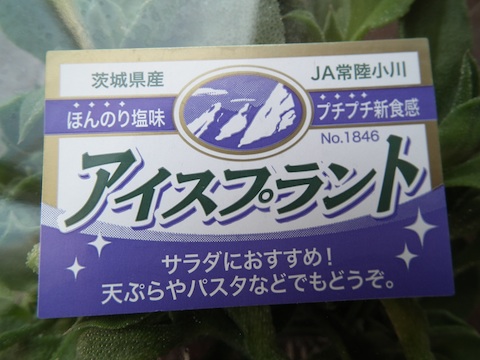 茨城県産
JA常陸小川
ほんのり塩味
プチプチ新食感
No.1846
アイスプラント
サラダにおすすめ!
天ぷらやパスタなどでもどうぞ。